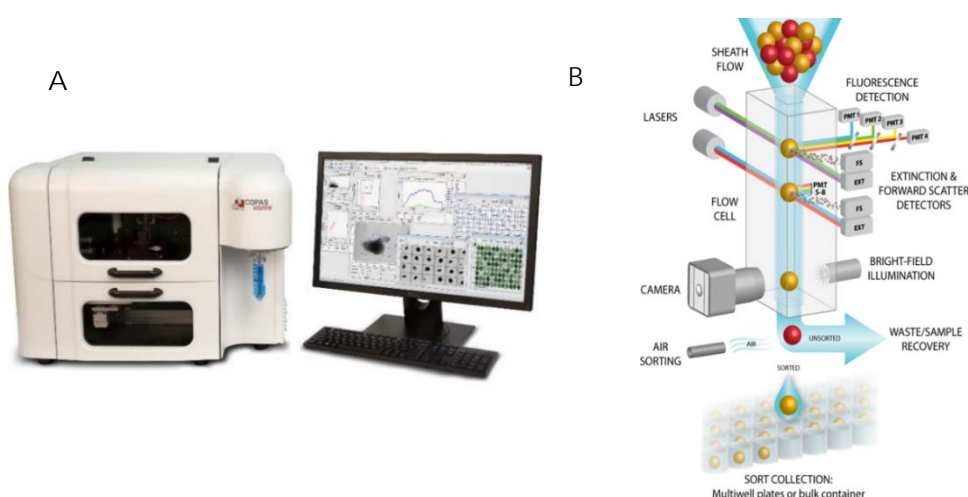 A
COPAS
VISION
B
SHEATH
FLOW
FLUORESCENCE
DETECTION
LASERS
PMT 1
PMT 2
PMT 3
PMT 4
FS
EXT
EXTINCTION &
FORWARD SCATTER
DETECTORS
PMT
5-8
FS
EXT
FLOW
CELL
BRIGHT-FIELD
ILLUMINATION
CAMERA
AIR
SORTING
AIR
UNSORTED
WASTE/SAMPLE
RECOVERY
SORTED
SORT COLLECTION:
Multiwell plates or bulk container